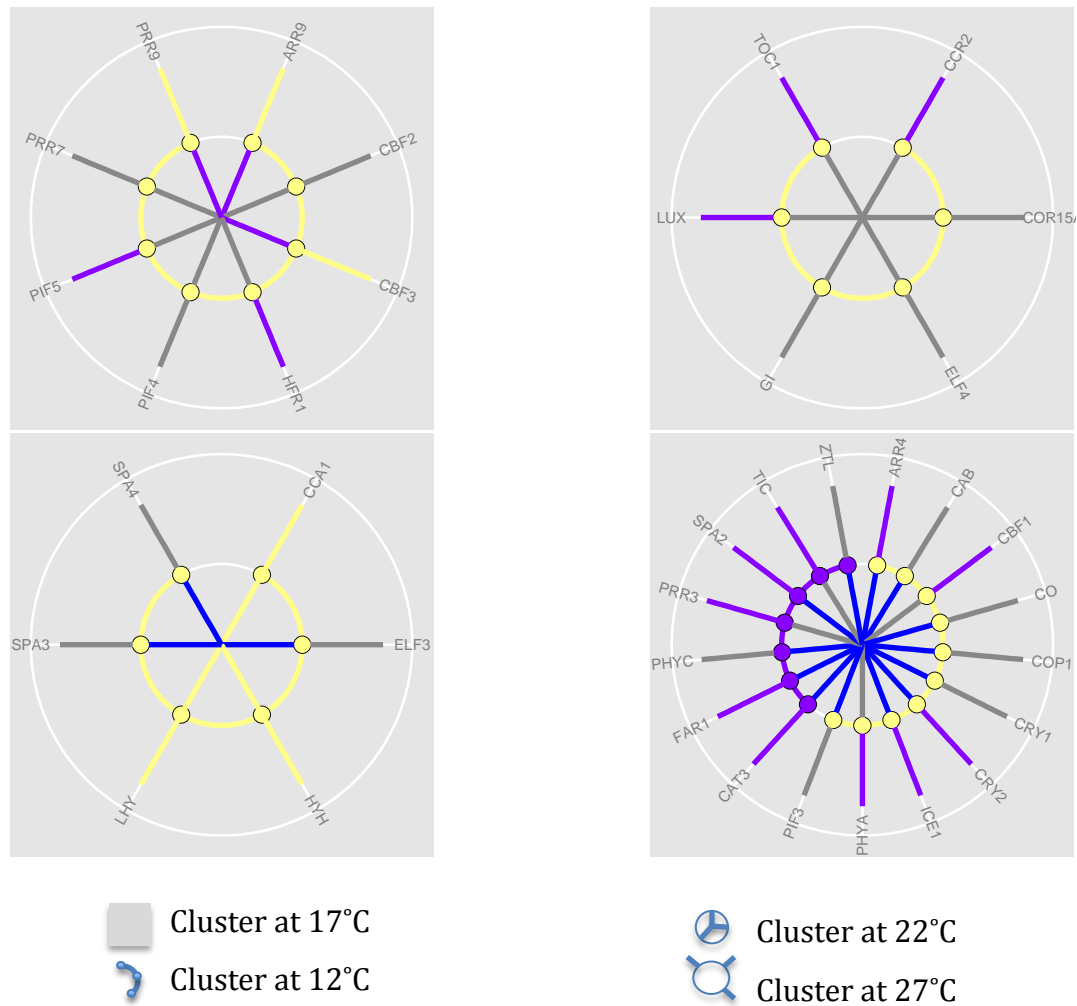 PRR9
ARR9
PRR7
CBF2
PIF5
CBF3
PIF4
HFR1
TOC1
CCR2
LUX
COR15A
GI
ELF4
SPA4
CCA1
SPA3
ELF3
LHY
HYH
ZTL
ARR4
TIC
CAB
SPA2
CBF1
PRR3
CO
PHYC
COP1
FAR1
CRY1
CAT3
CRY2
PIF3
ICE1
PHYA
Cluster at 17°C
Cluster at 22°C
Cluster at 12°C
Cluster at 27°C